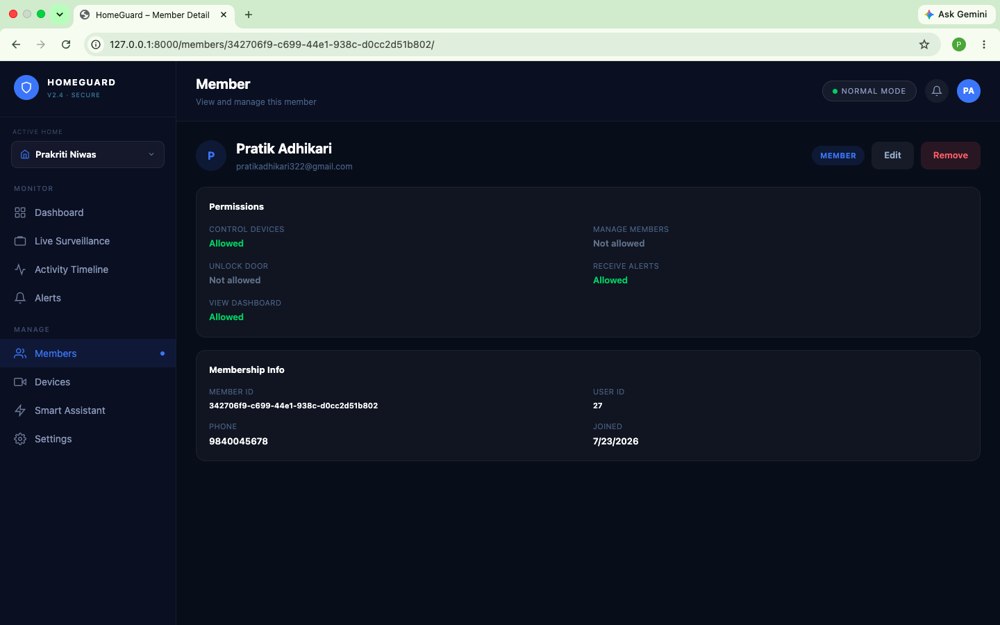 HomeGuard – Member Detail
Ask Gemini
127.0.0.1:8000/members/342706f9-c699-44e1-938c-d0cc2d51b802/
P
HOMEGUARD
V2.4 · SECURE
ACTIVE HOME
Prakriti Niwas
MONITOR
Dashboard
Live Surveillance
Activity Timeline
Alerts
MANAGE
Members
Devices
Smart Assistant
Settings
Member
View and manage this member
NORMAL MODE
PA
P
Pratik Adhikari
pratikadhikari322@gmail.com
MEMBER
Edit
Remove
Permissions
CONTROL DEVICES
Allowed
MANAGE MEMBERS
Not allowed
UNLOCK DOOR
Not allowed
RECEIVE ALERTS
Allowed
VIEW DASHBOARD
Allowed
Membership Info
MEMBER ID
342706f9-c699-44e1-938c-d0cc2d51b802
USER ID
27
PHONE
9840045678
JOINED
7/23/2026